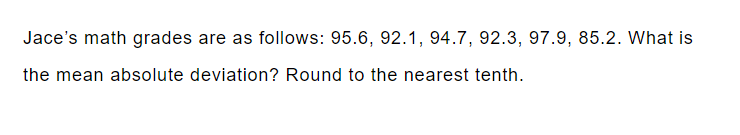 Jace’s math grades are as follows: 95.6, 92.1, 94.7, 92.3, 97.9, 85.2. What is
the mean absolute deviation? Round to the nearest tenth.